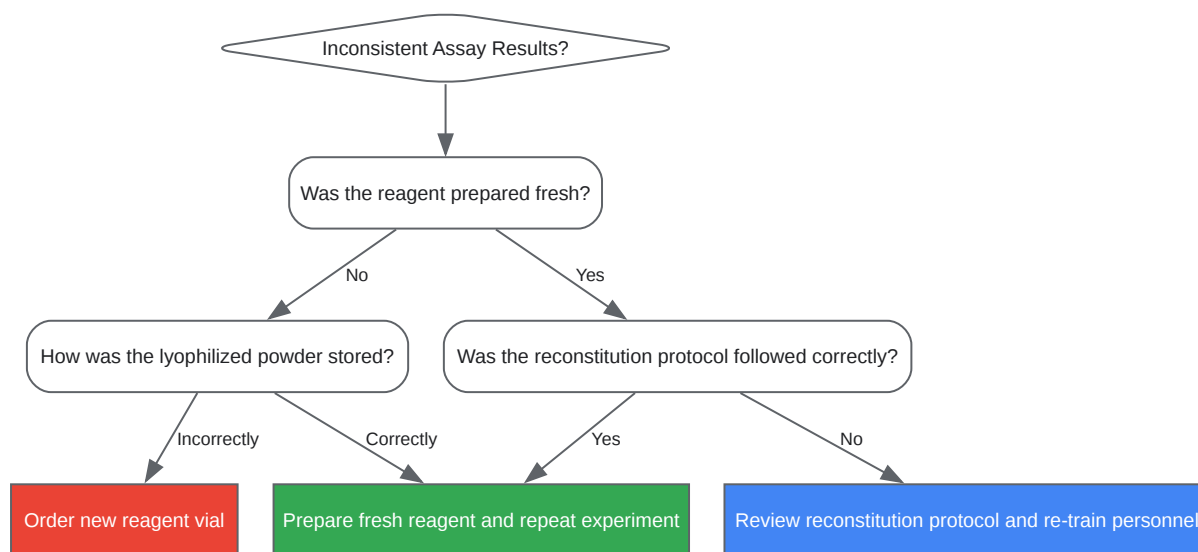 Inconsistent Assay Results?
Was the reagent prepared fresh?
No
Yes
How was the lyophilized powder stored?
Was the reconstitution protocol followed correctly?
Incorrectly
Correctly
Yes
No
Order new reagent vial
Prepare fresh reagent and repeat experiment
Review reconstitution protocol and re-train personnel